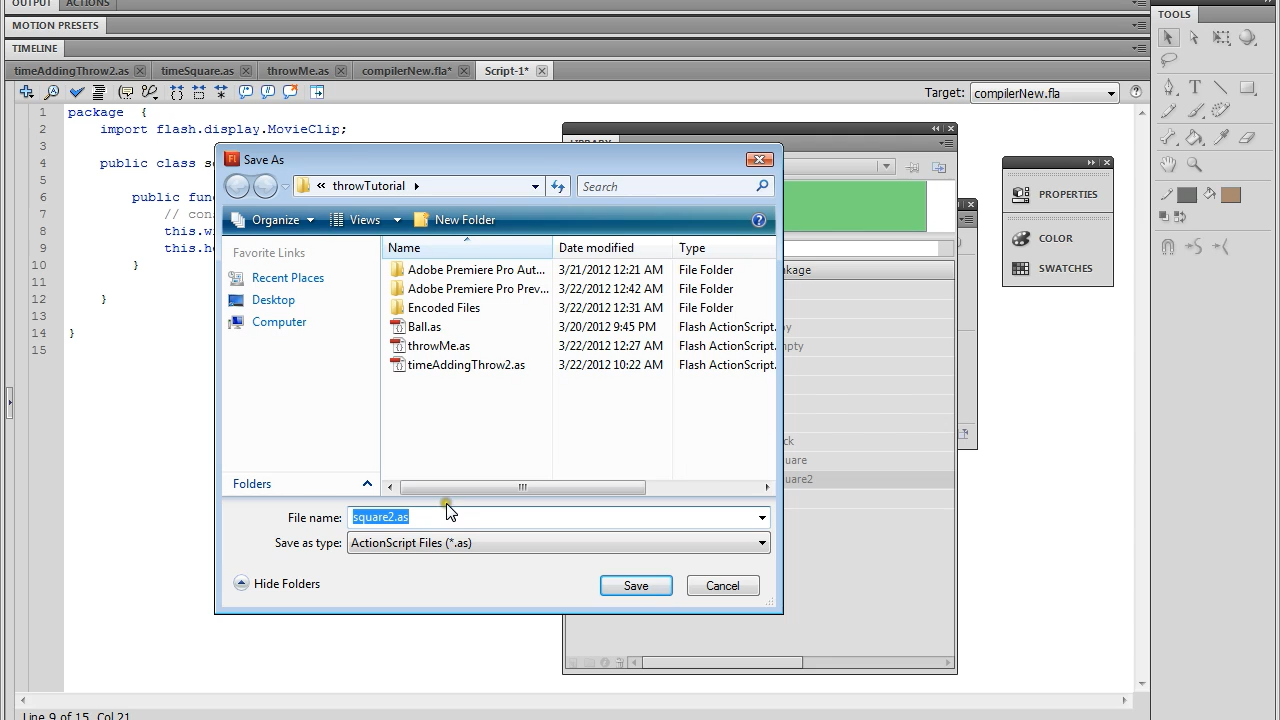 OUTPUT ACTIONS
MOTION PRESETS
TIMELINE
TOOLS
timeAddingThrow2.as timeSquare.as throwMe.as compilerNew.fla* Script-1*
Target: compilerNew.fla
1 package {
2 import flash.display.MovieClip;
3
4 public class s
5
6 public fun
7 // con
8 this.w
9 this.he
10 }
11
12 }
13
14 }
15
Save As
throwTutorial
Search
Organize Views New Folder
Favorite Links
Recent Places
Desktop
Computer
Folders
Name Date modified Type
Adobe Premiere Pro Aut... 3/21/2012 12:21 AM File Folder
Adobe Premiere Pro Prev... 3/22/2012 12:42 AM File Folder
Encoded Files 3/22/2012 12:31 AM File Folder
Ball.as 3/20/2012 9:45 PM Flash ActionScript.
throwMe.as 3/22/2012 12:27 AM Flash ActionScript.
timeAddingThrow2.as 3/22/2012 10:22 AM Flash ActionScript.
File name: square2.as
Save as type: ActionScript Files (*.as)
Hide Folders
Save Cancel
kage
py
mpty
ck
uare
uare2
PROPERTIES
COLOR
SWATCHES
Line 9 of 15, Col 21